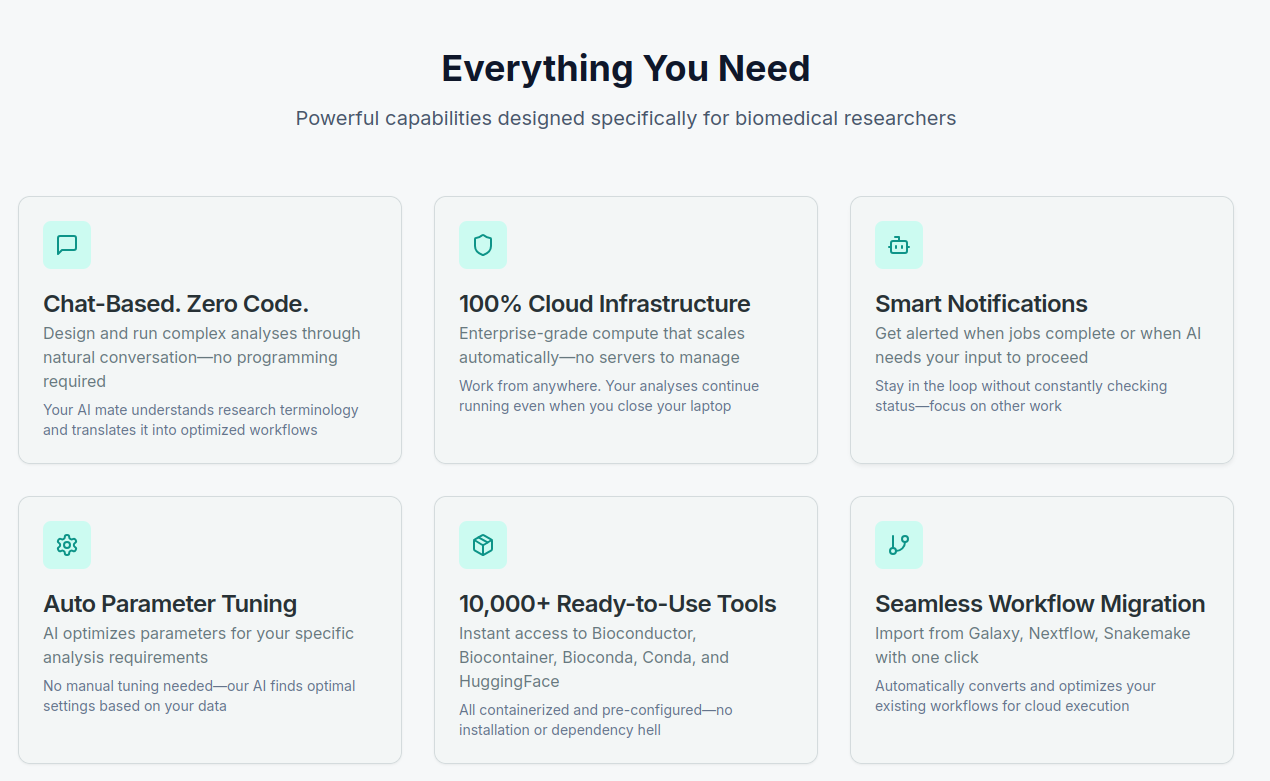 Everything You Need
Powerful capabilities designed specifically for biomedical researchers
Chat-Based. Zero Code.
Design and run complex analyses through
natural conversation—no programming
required
Your AI mate understands research terminology
and translates it into optimized workflows
100% Cloud Infrastructure
Enterprise-grade compute that scales
automatically—no servers to manage
Work from anywhere. Your analyses continue
running even when you close your laptop
Smart Notifications
Get alerted when jobs complete or when AI
needs your input to proceed
Stay in the loop without constantly checking
status—focus on other work
Auto Parameter Tuning
AI optimizes parameters for your specific
analysis requirements
No manual tuning needed—our AI finds optimal
settings based on your data
10,000+ Ready-to-Use Tools
Instant access to Bioconductor,
Biocontainer, Bioconda, Conda, and
HuggingFace
All containerized and pre-configured—no
installation or dependency hell
Seamless Workflow Migration
Import from Galaxy, Nextflow, Snakemake
with one click
Automatically converts and optimizes your
existing workflows for cloud execution